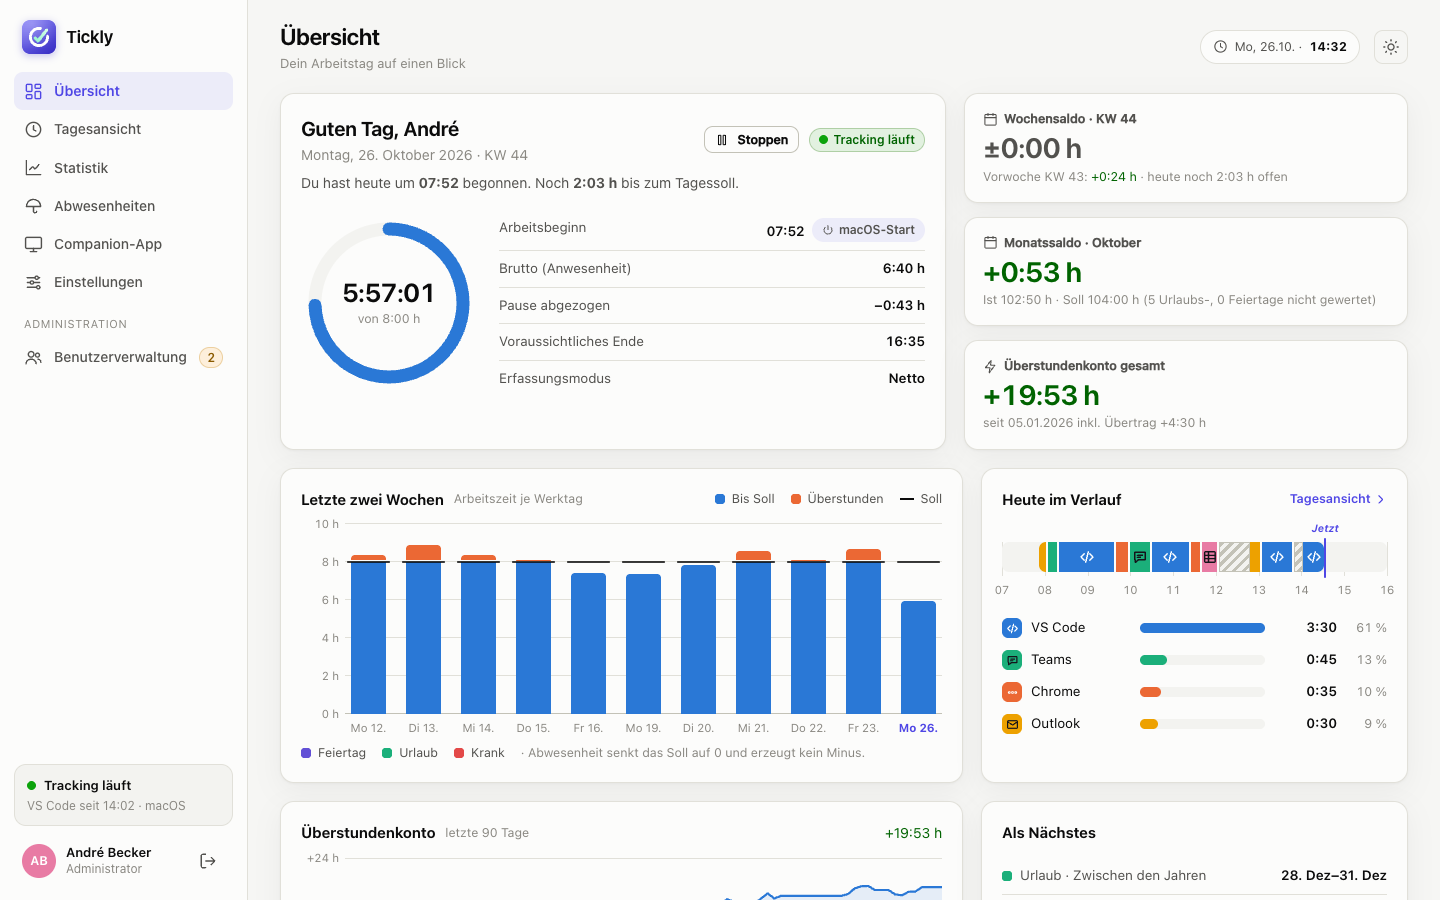 Tickly
Übersicht
Tagesansicht
Statistik
Abwesenheiten
Companion-App
Einstellungen
ADMINISTRATION
Benutzerverwaltung 2
Tracking läuft
VS Code seit 14:02 · macOS
AB
André Becker
Administrator
Übersicht
Dein Arbeitstag auf einen Blick
Mo, 26.10. · 14:32
Guten Tag, André
Montag, 26. Oktober 2026 · KW 44
Stoppen
Tracking läuft
Du hast heute um 07:52 begonnen. Noch 2:03 h bis zum Tagessoll.
5:57:01
von 8:00 h
Arbeitsbeginn 07:52 macOS-Start
Brutto (Anwesenheit) 6:40 h
Pause abgezogen −0:43 h
Voraussichtliches Ende 16:35
Erfassungsmodus Netto
Wochensaldo · KW 44
±0:00 h
Vorwoche KW 43: +0:24 h · heute noch 2:03 h offen
Monatssaldo · Oktober
+0:53 h
Ist 102:50 h · Soll 104:00 h (5 Urlaubs-, 0 Feiertage nicht gewertet)
Überstundenkonto gesamt
+19:53 h
seit 05.01.2026 inkl. Übertrag +4:30 h
Letzte zwei Wochen Arbeitszeit je Werktag
Bis Soll Überstunden Soll
10 h
8 h
6 h
4 h
2 h
0 h
Mo 12. Di 13. Mi 14. Do 15. Fr 16. Mo 19. Di 20. Mi 21. Do 22. Fr 23. Mo 26.
Feiertag Urlaub Krank · Abwesenheit senkt das Soll auf 0 und erzeugt kein Minus.
Heute im Verlauf Tagesansicht
Jetzt
07 08 09 10 11 12 13 14 15 16
VS Code 3:30 61 %
Teams 0:45 13 %
Chrome 0:35 10 %
Outlook 0:30 9 %
Überstundenkonto letzte 90 Tage +19:53 h
+24 h
Als Nächstes
Urlaub · Zwischen den Jahren 28. Dez–31. Dez